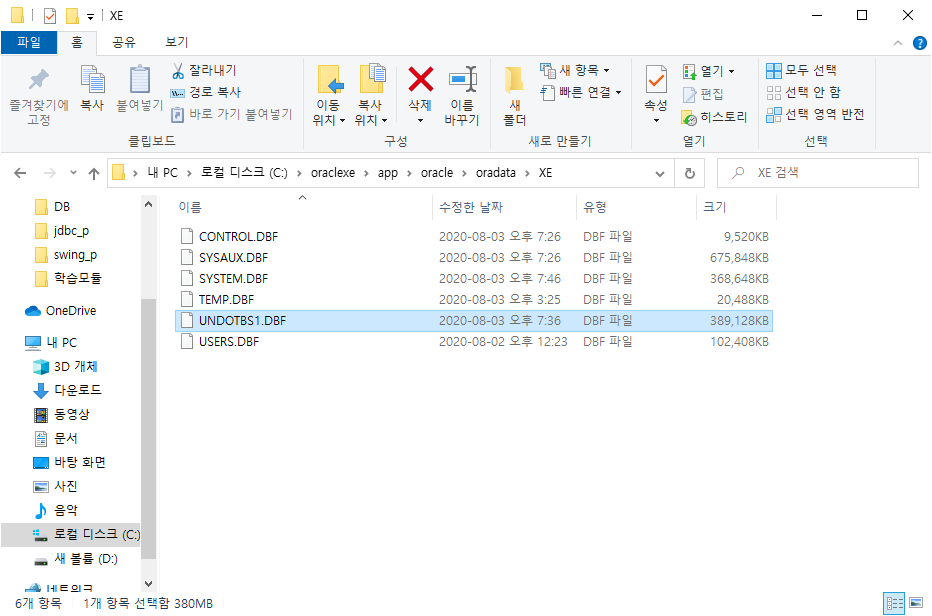 XE
파일 홈 공유 보기
즐겨찾기에 고정
복사
붙여넣기
잘라내기
경로 복사
바로 가기 붙여넣기
클립보드
이동 위치
복사 위치
삭제
이름 바꾸기
구성
새 폴더
새 항목
빠른 연결
새로 만들기
속성
열기
편집
히스토리
열기
모두 선택
선택 안 함
선택 영역 반전
선택
내 PC > 로컬 디스크 (C:) > oraclexe > app > oracle > oradata > XE
XE 검색
DB
jdbc_p
swing_p
학습모듈
OneDrive
내 PC
3D 개체
다운로드
동영상
문서
바탕 화면
사진
음악
로컬 디스크 (C:)
새 볼륨 (D:)
네트워크
이름 수정한 날짜 유형 크기
CONTROL.DBF 2020-08-03 오후 7:26 DBF 파일 9,520KB
SYSAUX.DBF 2020-08-03 오후 7:26 DBF 파일 675,848KB
SYSTEM.DBF 2020-08-03 오후 7:46 DBF 파일 368,648KB
TEMP.DBF 2020-08-03 오후 3:25 DBF 파일 20,488KB
UNDOTBS1.DBF 2020-08-03 오후 7:36 DBF 파일 389,128KB
USERS.DBF 2020-08-02 오후 12:23 DBF 파일 102,408KB
6개 항목 1개 항목 선택함 380MB